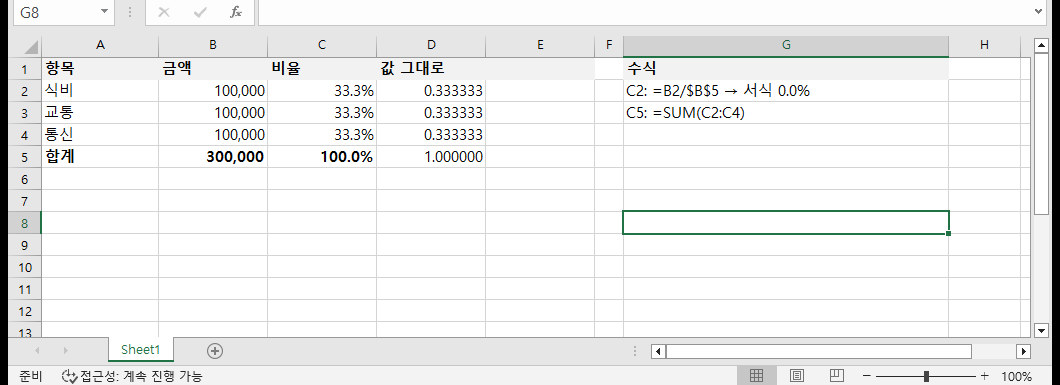 G8 fx
A B C D E F G H
1 항목 금액 비율 값 그대로 수식
2 식비 100,000 33.3% 0.333333 C2: =B2/$B$5 → 서식 0.0%
3 교통 100,000 33.3% 0.333333 C5: =SUM(C2:C4)
4 통신 100,000 33.3% 0.333333
5 합계 300,000 100.0% 1.000000
6
7
8
9
10
11
12
13
Sheet1
준비 접근성: 계속 진행 가능 100%